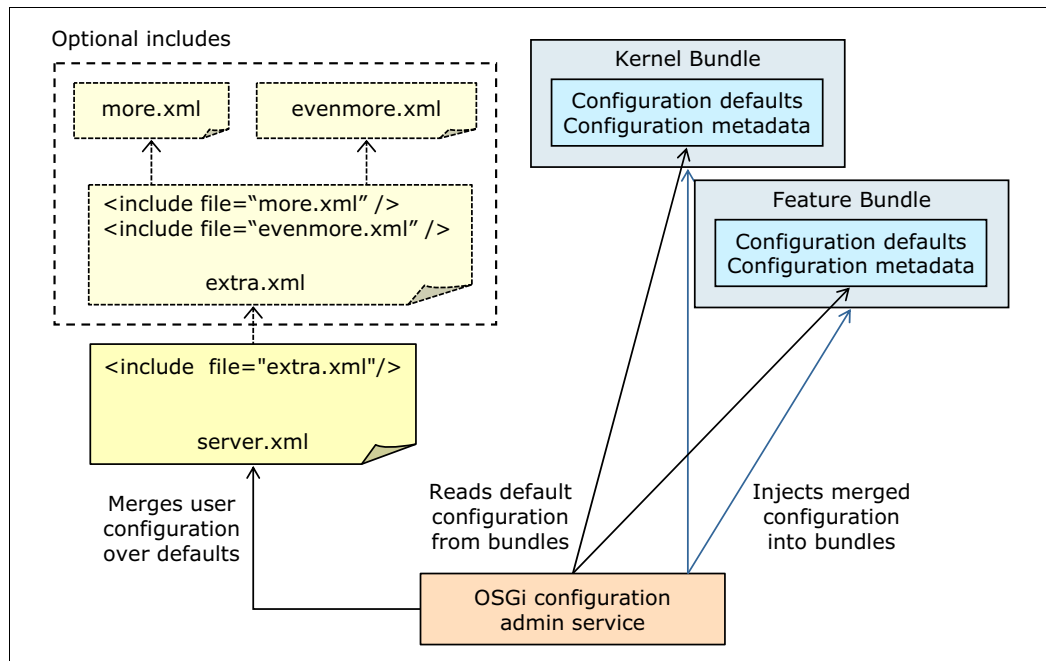 Optional includes
more.xml
evenmore.xml
<include file=“more.xml” />
<include file=“evenmore.xml” />
extra.xml
<include  file="extra.xml"/>
server.xml
Kernel Bundle
Configuration defaults
Configuration metadata
Feature Bundle
Configuration defaults
Configuration metadata
Merges user
configuration
over defaults
Reads default
configuration
from bundles
Injects merged
configuration
into bundles
OSGi configuration
admin service